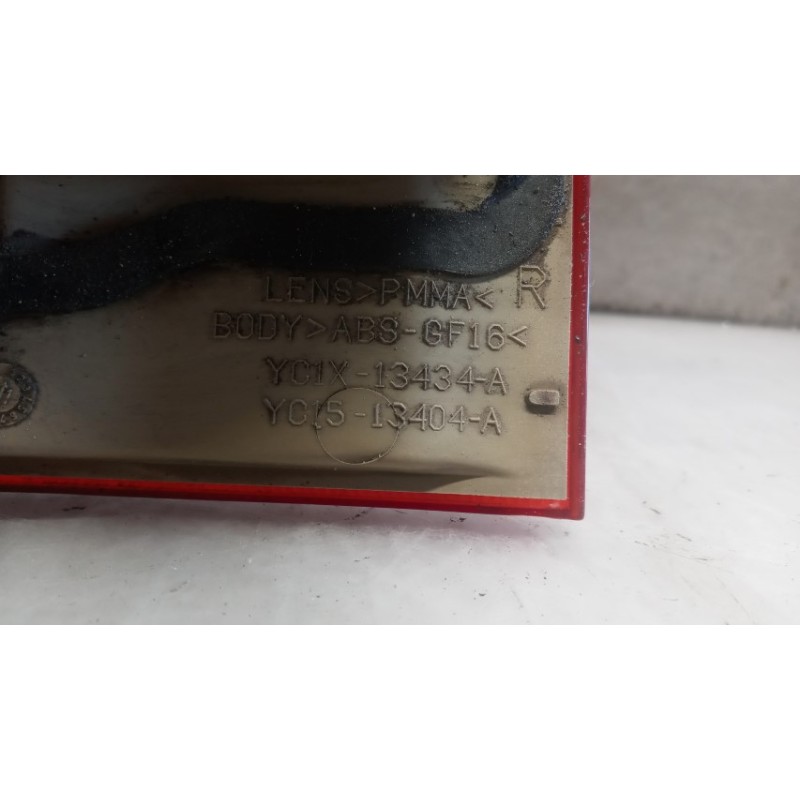 LENS>PMMA< R
BODY>ABS-GF16<
YC1X-13434-A
YC15-13404-A